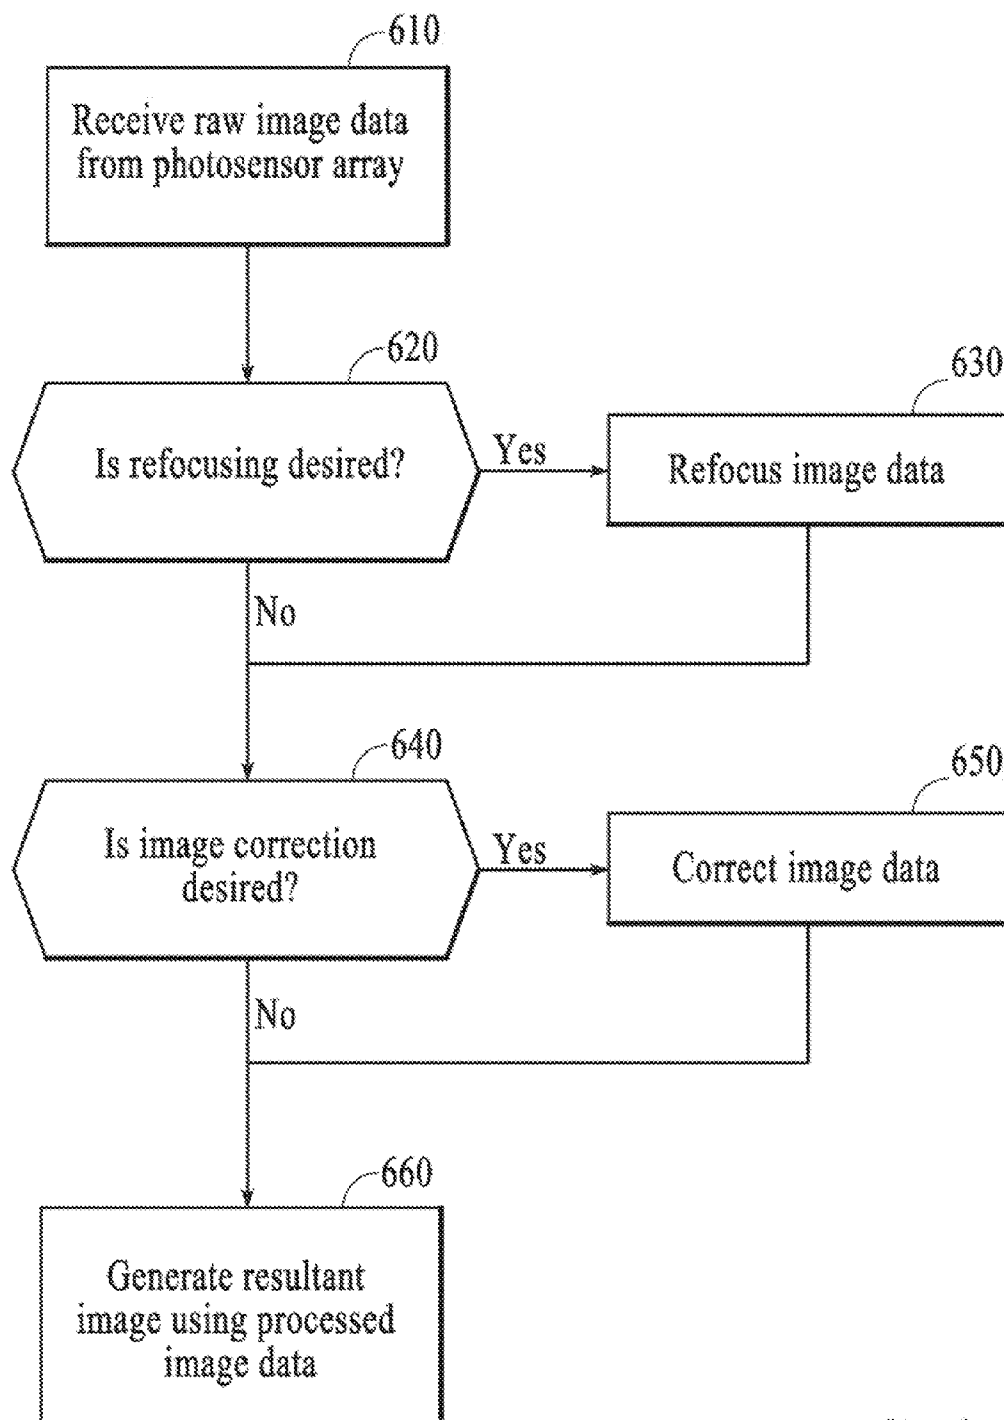 610
Receive raw image data
from photosensor array
620
Is refocusing desired?
Yes
630
Refocus image data
No
640
Is image correction
desired?
Yes
650
Correct image data
No
660
Generate resultant
image using processed
image data